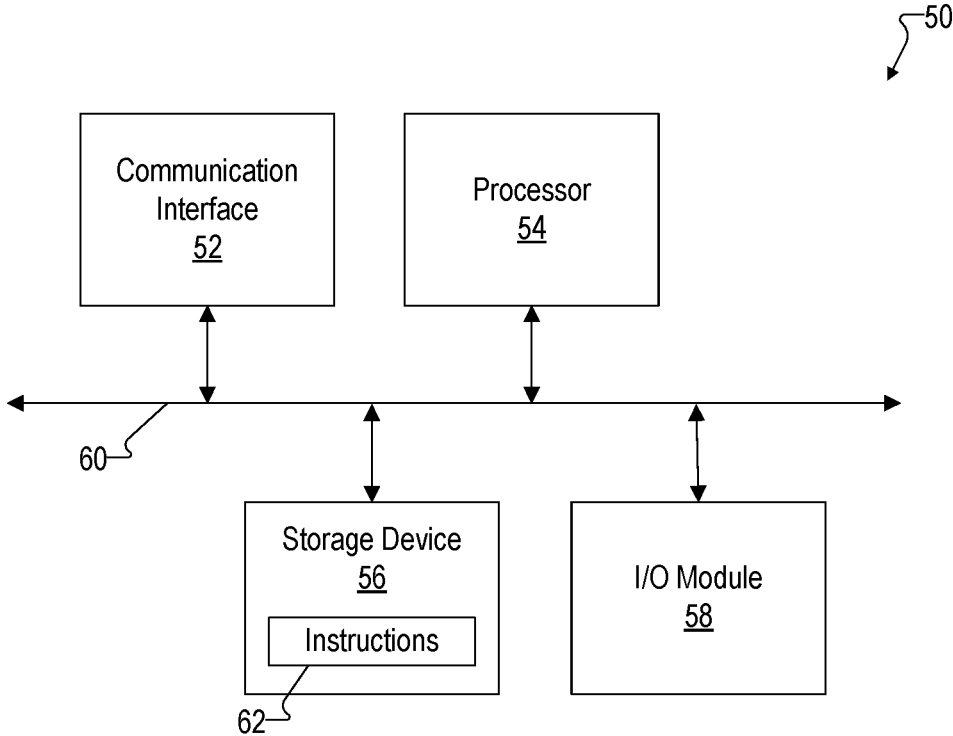 50
Communication
Interface
52
Processor
54
60
Storage Device
56
Instructions
62
I/O Module
58